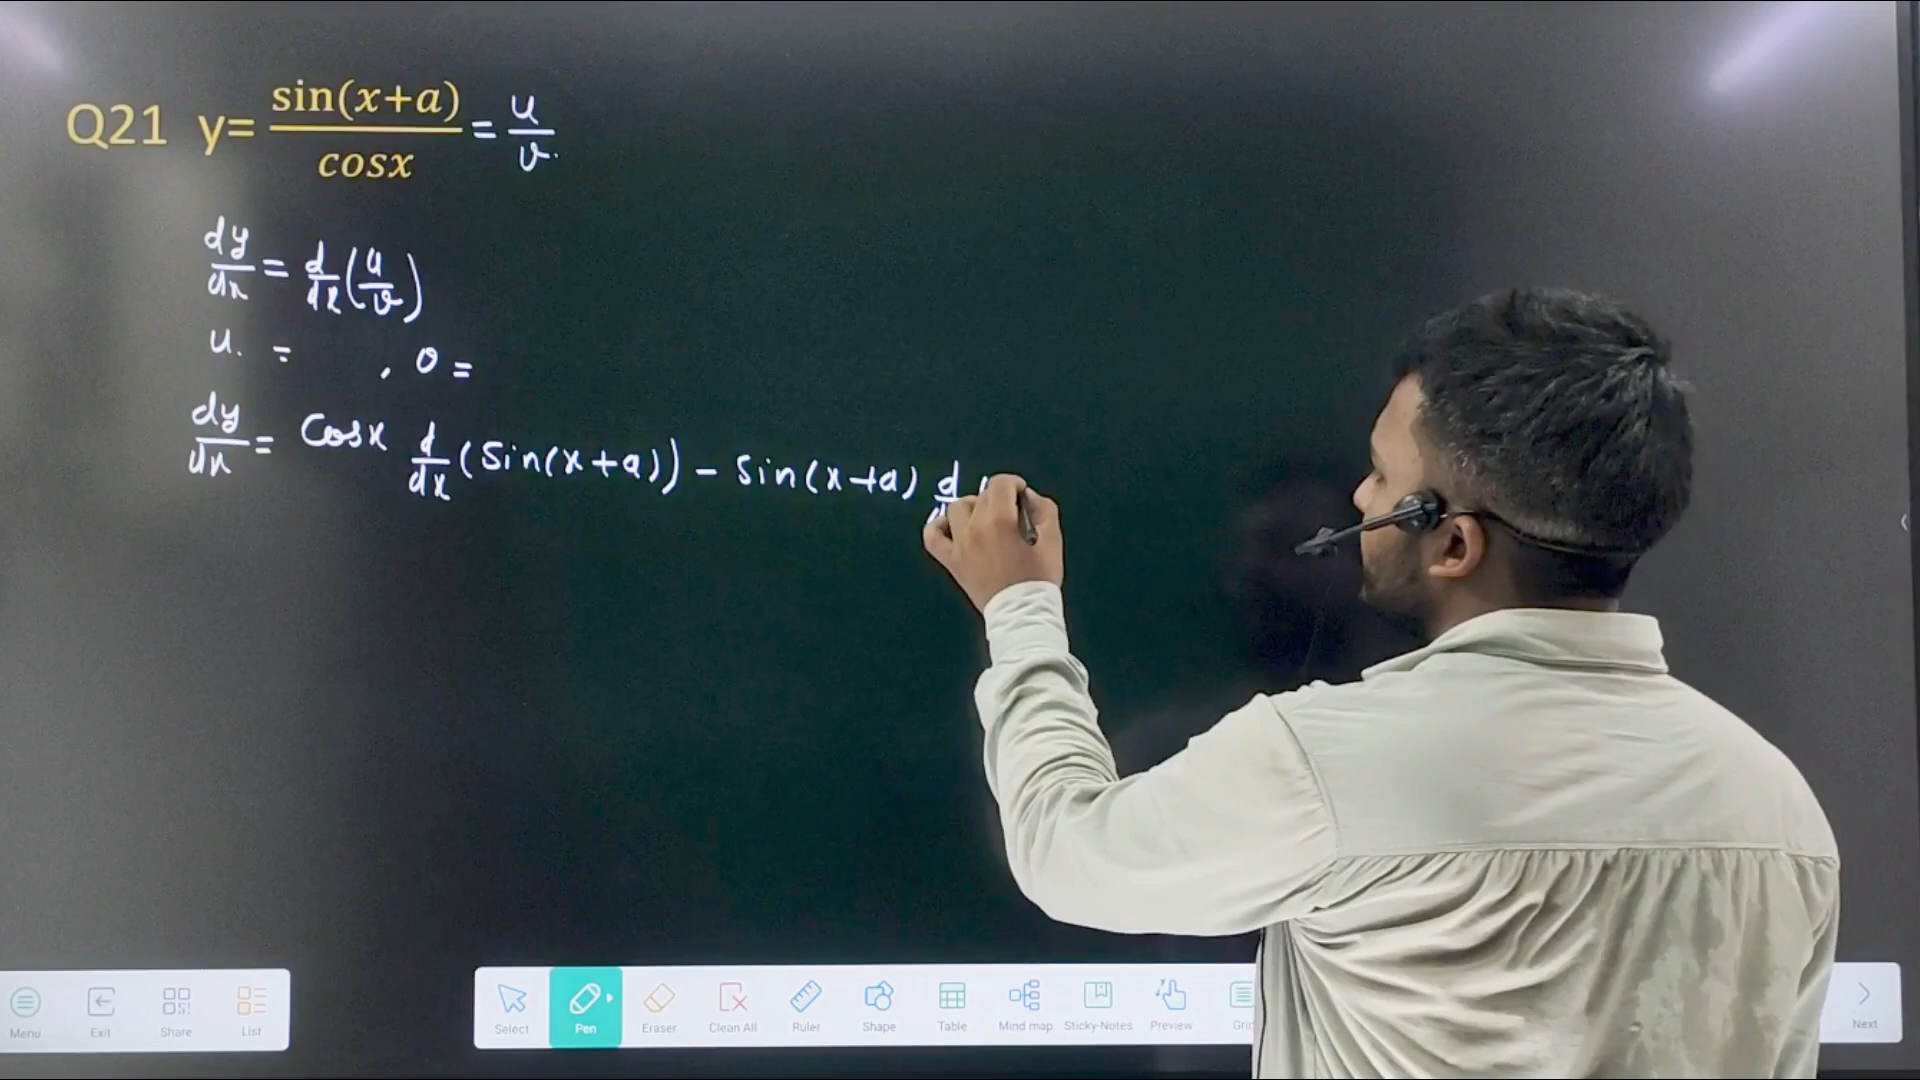 Q21 y= sin(x+a)/cosx = u/v.
dy/dx = d/dx (u/v)
u. = , v =
dy/dx = Cosx d/dx (Sin(x+a)) - Sin(x+a) d
Menu Exit Share List Select Pen Eraser Clean All Ruler Shape Table Mind map Sticky-Notes Preview Next